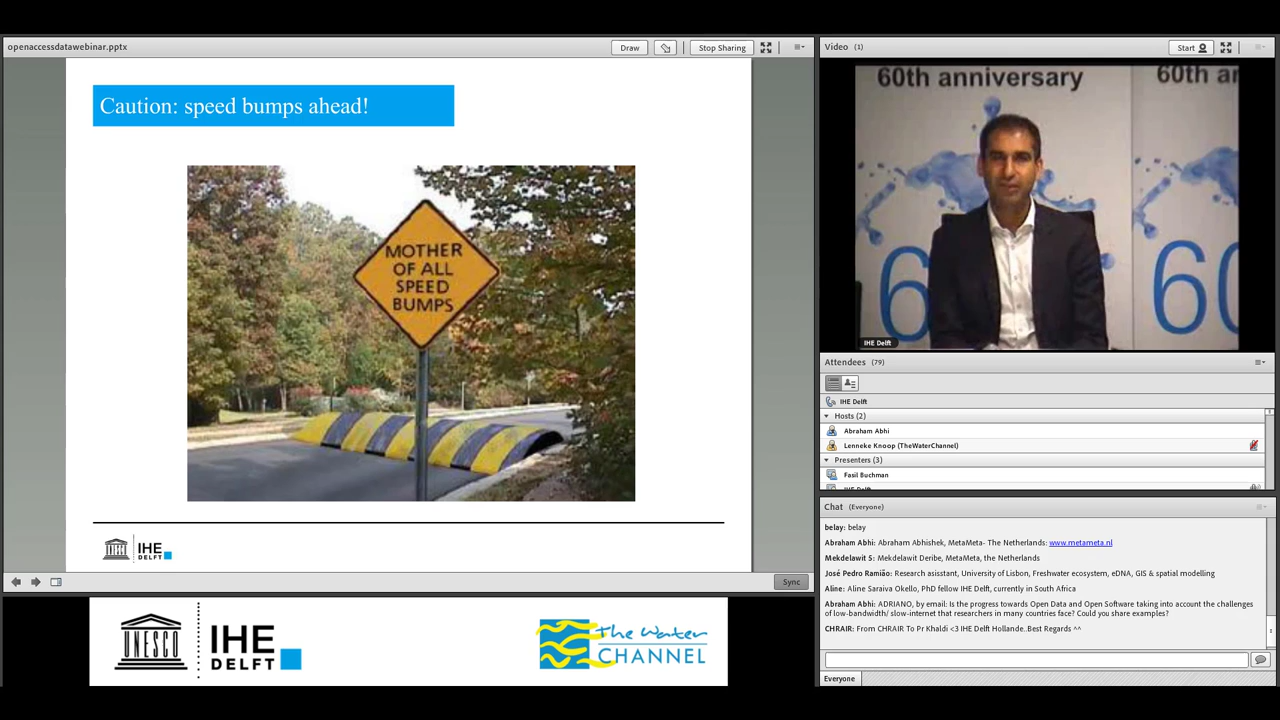 openaccessdatawebinar.pptx
Draw
Stop Sharing
Caution: speed bumps ahead!
MOTHER
OF ALL
SPEED
BUMPS
IHE
DELFT
Sync
UNESCO
IHE
DELFT
The Water
CHANNEL
Video (1)
Start
60th anniversary
60th an
60
60
IHE Delft
Attendees (79)
IHE Delft
Hosts (2)
Abraham Abhi
Lenneke Knoop (TheWaterChannel)
Presenters (3)
Fasil Buchman
IHE Delft
Chat (Everyone)
belay: belay
Abraham Abhi: Abraham Abhishek, MetaMeta- The Netherlands: www.metameta.nl
Mekdelawit S: Mekdelawit Deribe, MetaMeta, the Netherlands
José Pedro Ramião: Research asisstant, University of Lisbon, Freshwater ecosystem, eDNA, GIS & spatial modelling
Aline: Aline Saraiva Okello, PhD fellow IHE Delft, currently in South Africa
Abraham Abhi: ADRIANO, by email: Is the progress towards Open Data and Open Software taking into account the challenges
of low-bandwidth/ slow-internet that researchers in many countries face? Could you share examples?
CHRAIR: From CHRAIR To Pr Khaldi <3 IHE Delft Hollande..Best Regards ^^
Everyone